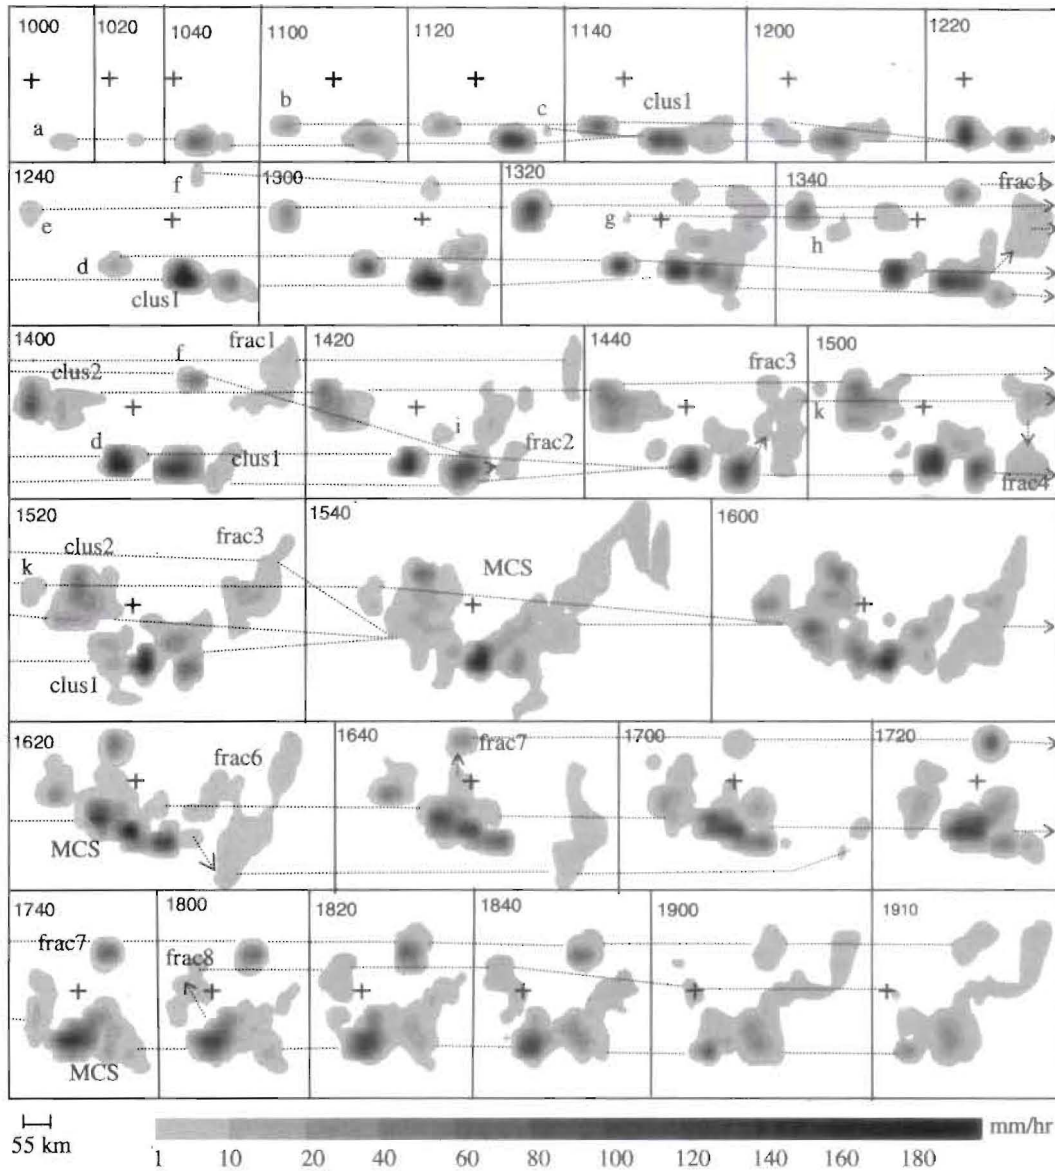 1000 1020 1040 1100 1120 1140 1200 1220
b c clus1
a
1240 f 1300 1320 1340 frac1
e g h
d
clus1
1400 f frac1 1420 1440 frac3 1500
clus2
i k
d clus1 frac2 frac4
1520 frac3 1540 1600
clus2 MCS
k
clus1
1620 frac6 1640 frac7 1700 1720
MCS
1740 1800 1820 1840 1900 1910
frac7 frac8
MCS
mm/hr
55 km 1 10 20 40 60 80 100 120 140 160 180